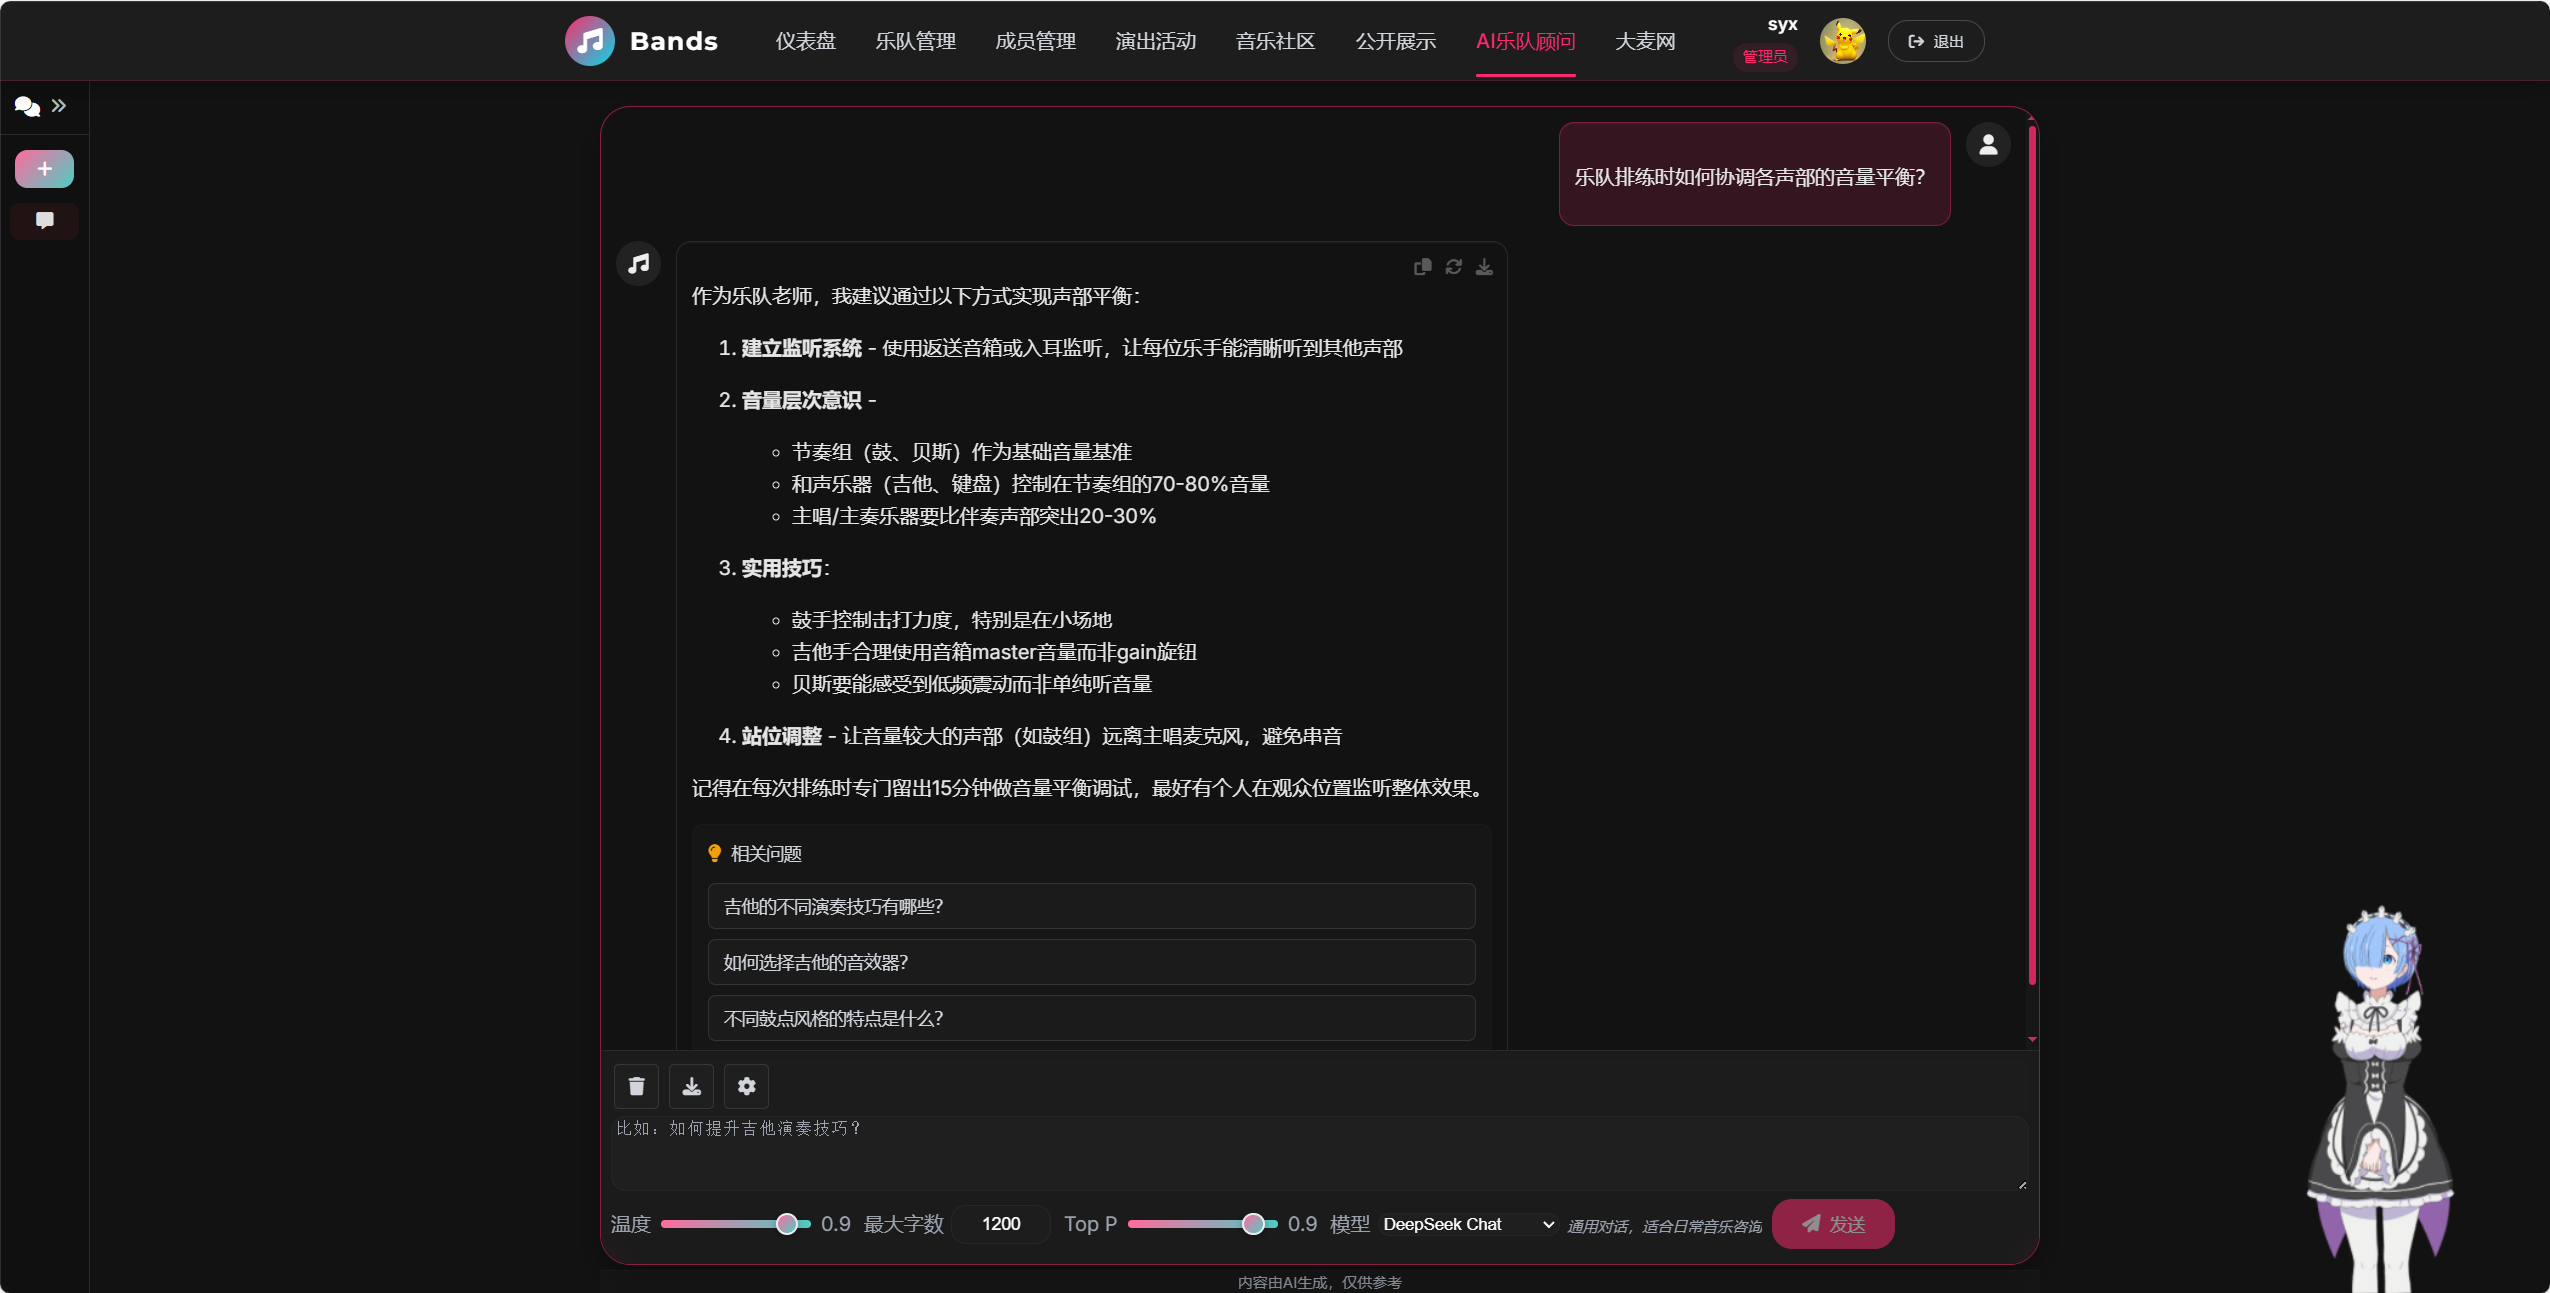 Bands
仪表盘
乐队管理
成员管理
演出活动
音乐社区
公开展示
AI乐队顾问
大麦网
syx
管理员
退出
乐队排练时如何协调各声部的音量平衡？
作为乐队老师，我建议通过以下方式实现声部平衡：
1. 建立监听系统 - 使用返送音箱或入耳监听，让每位乐手能清晰听到其他声部
2. 音量层次意识 -
节奏组（鼓、贝斯）作为基础音量基准
和声乐器（吉他、键盘）控制在节奏组的70-80%音量
主唱/主奏乐器要比伴奏声部突出20-30%
3. 实用技巧：
鼓手控制击打力度，特别是在小场地
吉他手合理使用音箱master音量而非gain旋钮
贝斯要能感受到低频震动而非单纯听音量
4. 站位调整 - 让音量较大的声部（如鼓组）远离主唱麦克风，避免串音
记得在每次排练时专门留出15分钟做音量平衡调试，最好有个人在观众位置监听整体效果。
相关问题
吉他的不同演奏技巧有哪些？
如何选择吉他的音效器？
不同鼓点风格的特点是什么？
比如：如何提升吉他演奏技巧？
温度 0.9 最大字数 1200 Top P 0.9 模型 DeepSeek Chat 通用对话，适合日常音乐咨询 发送
内容由AI生成，仅供参考